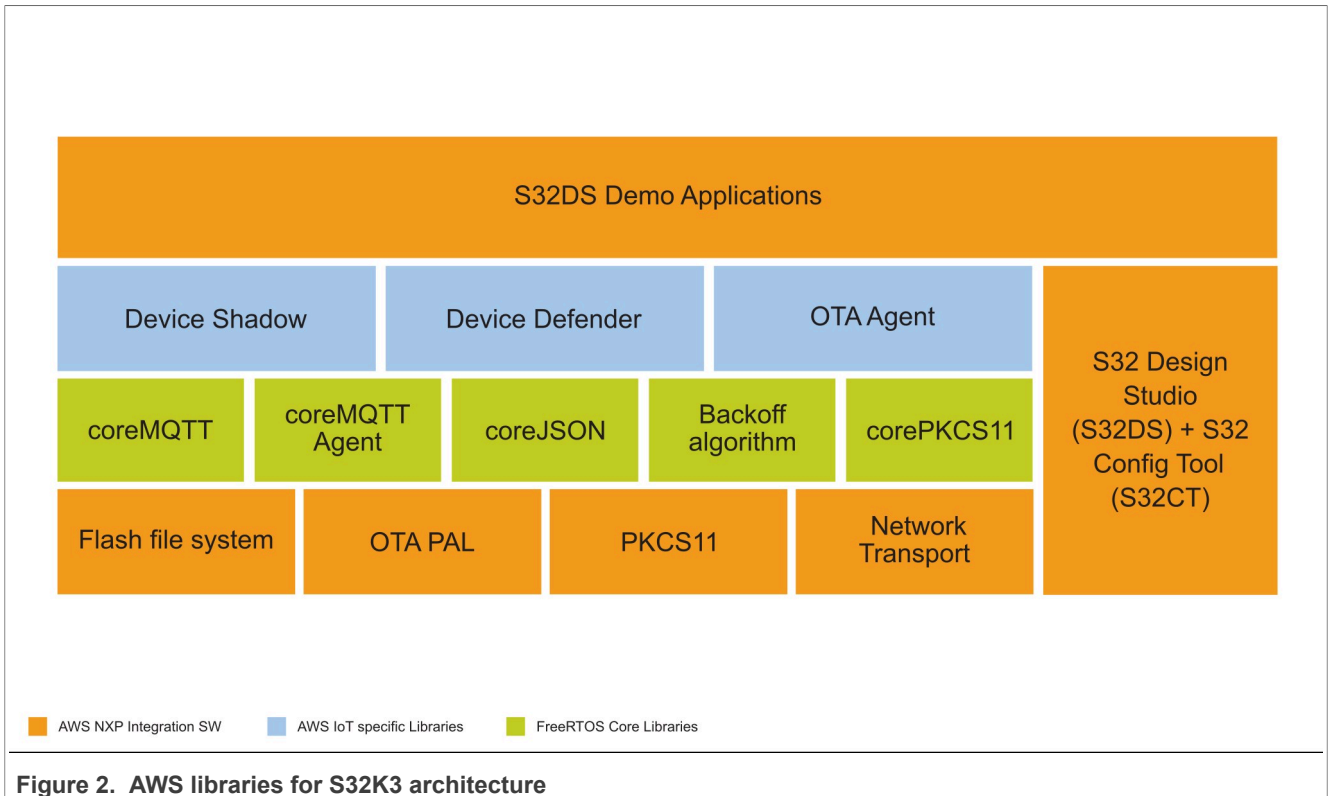 S32DS Demo Applications
Device Shadow
Device Defender
OTA Agent
S32 Design
Studio
(S32DS) + S32
Config Tool
(S32CT)
coreMQTT
coreMQTT
Agent
coreJSON
Backoff
algorithm
corePKCS11
Flash file system
OTA PAL
PKCS11
Network
Transport
AWS NXP Integration SW
AWS IoT specific Libraries
FreeRTOS Core Libraries
Figure 2. AWS libraries for S32K3 architecture